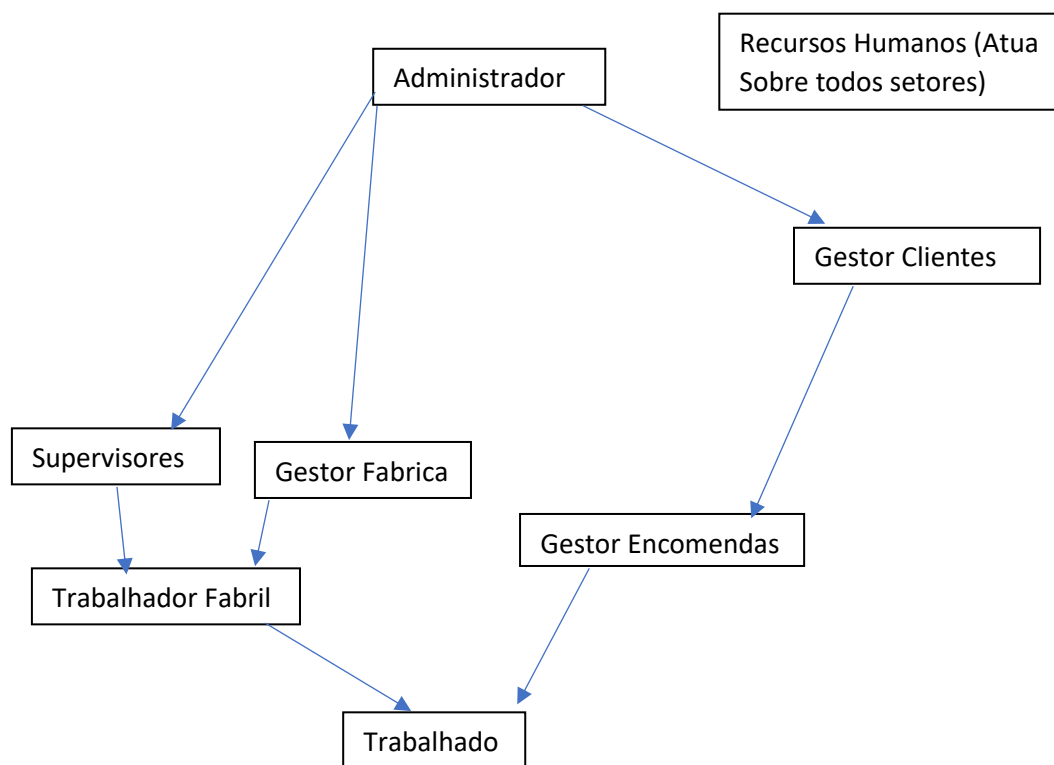 Recursos Humanos (Atua
Sobre todos setores)
Administrador
Gestor Clientes
Supervisores
Gestor Fabrica
Gestor Encomendas
Trabalhador Fabril
Trabalhado